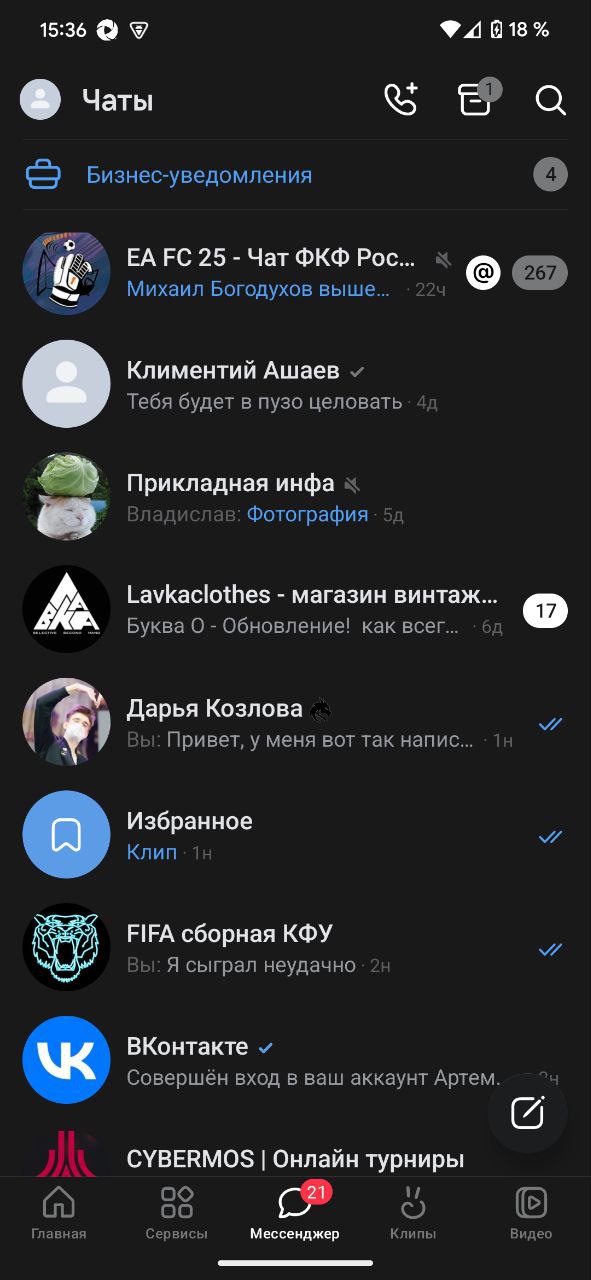 15:36 18 %
Чаты 1
Бизнес-уведомления 4
EA FC 25 - Чат ФКФ Рос...
Михаил Богодухов выше... · 22ч @ 267
Климентий Ашаев
Тебя будет в пузо целовать · 4д
Прикладная инфа
Владислав: Фотография · 5д
Lavkaclothes - магазин винтаж...
Буква О - Обновление! как всег... · 6д 17
Дарья Козлова
Вы: Привет, у меня вот так напис... · 1н
Избранное
Клип · 1н
FIFA сборная КФУ
Вы: Я сыграл неудачно · 2н
ВКонтакте
Совершён вход в ваш аккаунт Артем.
CYBERMOS | Онлайн турниры
21
Главная Сервисы Мессенджер Клипы Видео